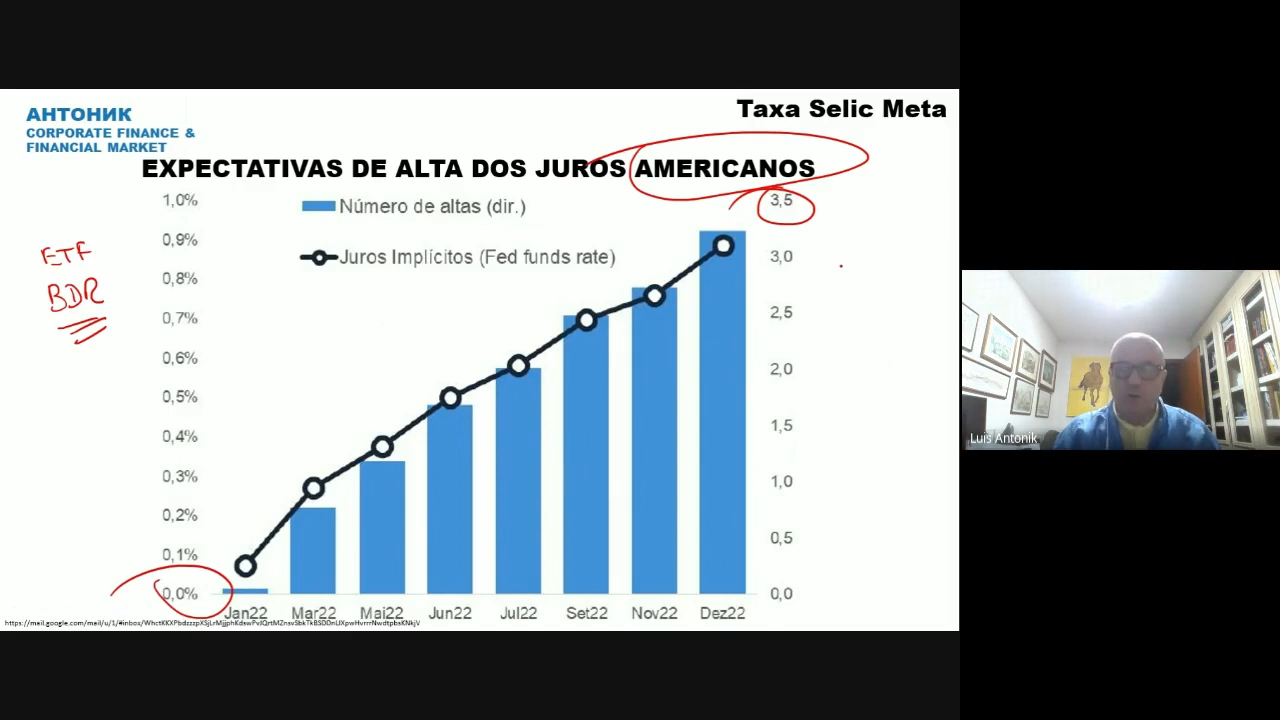 АНТОНИК
CORPORATE FINANCE &
FINANCIAL MARKET
Taxa Selic Meta
EXPECTATIVAS DE ALTA DOS JUROS AMERICANOS
Número de altas (dir.)
Juros Implícitos (Fed funds rate)
1,0%
0,9%
0,8%
0,7%
0,6%
0,5%
0,4%
0,3%
0,2%
0,1%
0,0%
3,5
3,0
2,5
2,0
1,5
1,0
0,5
0,0
ETF
BDR
Jan22 Mar22 Mai22 Jun22 Jul22 Set22 Nov22 Dez22
Luis Antonik